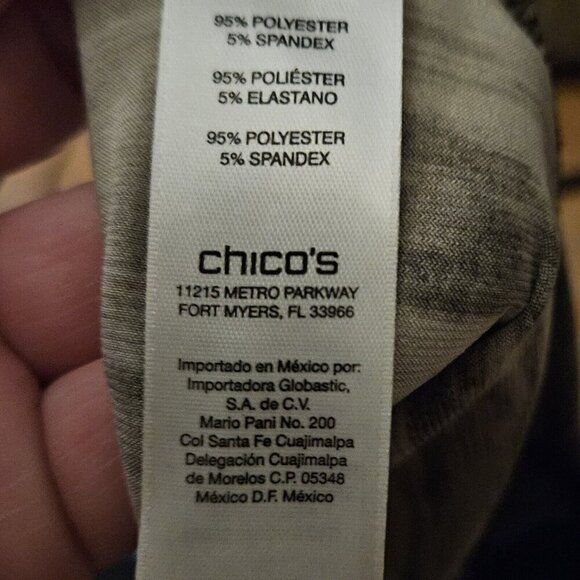 95% POLYESTER
5% SPANDEX
95% POLIÉSTER
5% ELASTANO
95% POLYESTER
5% SPANDEX
chico's
11215 METRO PARKWAY
FORT MYERS, FL 33966
Importado en México por:
Importadora Globastic,
S.A. de C.V.
Mario Pani No. 200
Col Santa Fe Cuajimalpa
Delegación Cuajimalpa
de Morelos C.P. 05348
México D.F. México